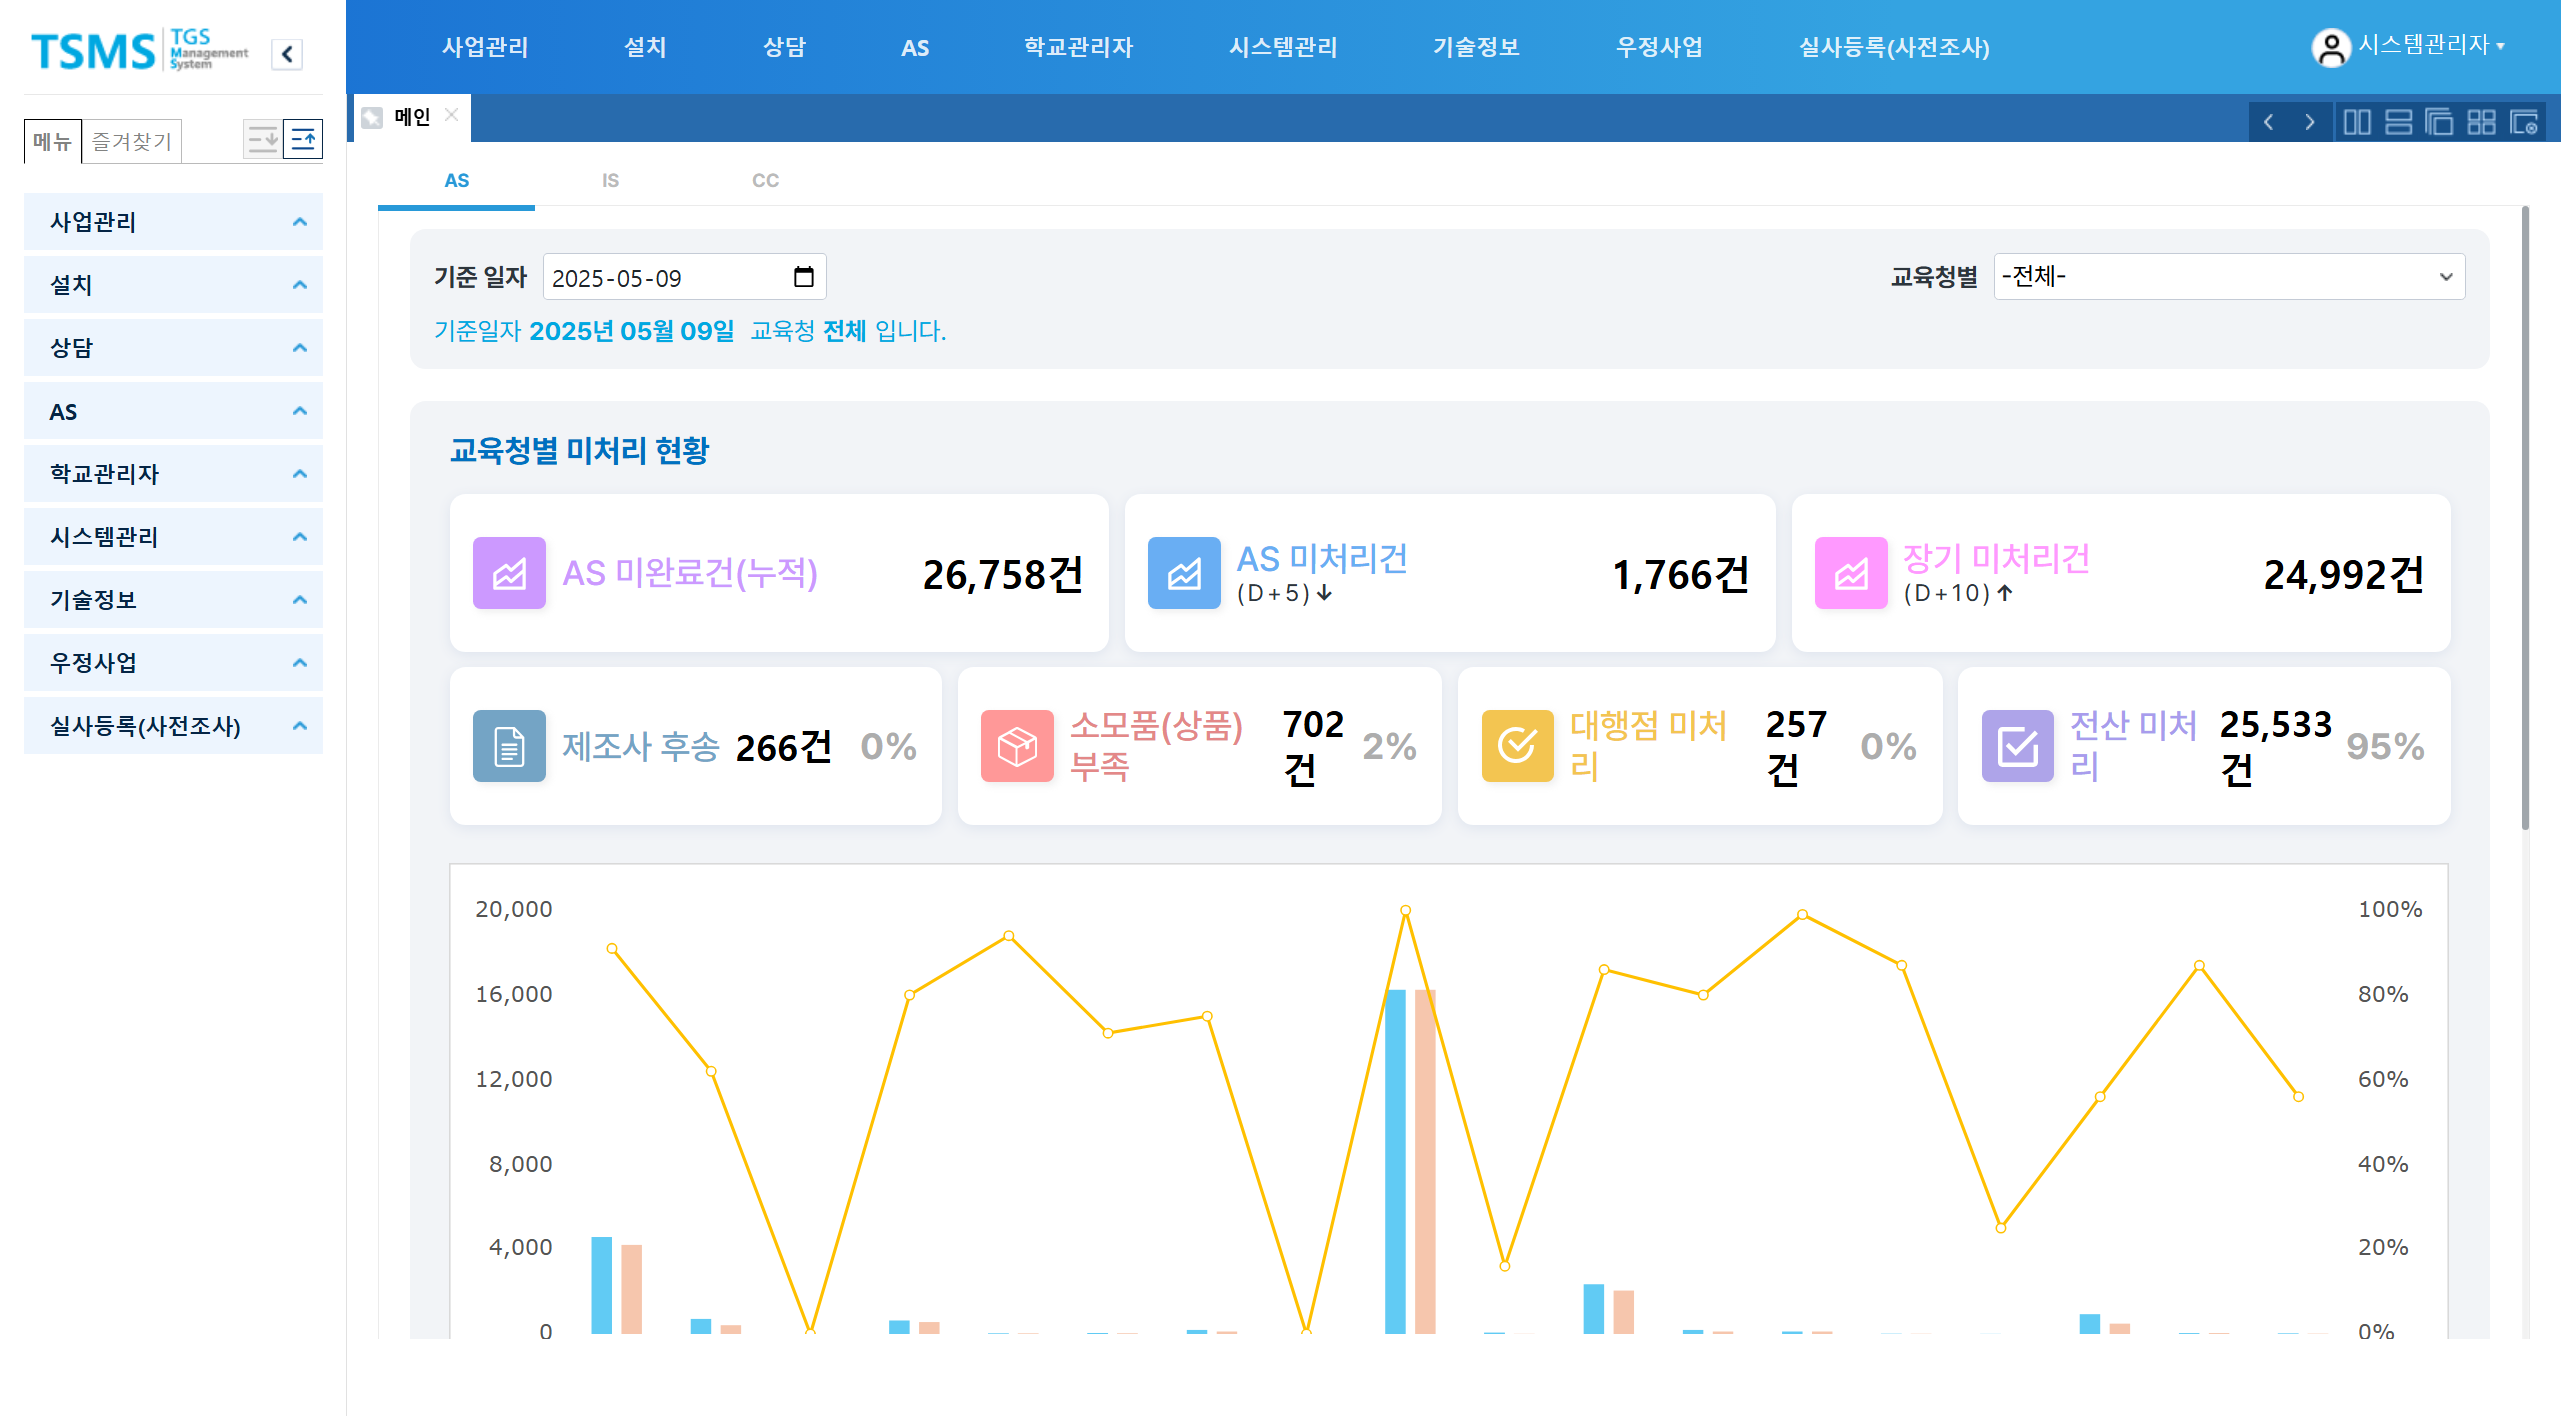 TSMS TGS Management System
사업관리 설치 상담 AS 학교관리자 시스템관리 기술정보 우정사업 실사등록(사전조사) 시스템관리자
메인
메뉴 즐겨찾기
사업관리
설치
상담
AS
학교관리자
시스템관리
기술정보
우정사업
실사등록(사전조사)
AS IS CC
기준 일자 2025-05-09 교육청별 -전체-
기준일자 2025년 05월 09일 교육청 전체 입니다.
교육청별 미처리 현황
AS 미완료건(누적) 26,758건
AS 미처리건 (D+5)↓ 1,766건
장기 미처리건 (D+10)↑ 24,992건
제조사 후송 266건 0%
소모품(상품)
부족
702
건
2%
대행점 미처
리
257
건
0%
전산 미처
리
25,533
건
95%
20,000 100%
16,000 80%
12,000 60%
8,000 40%
4,000 20%
0 0%